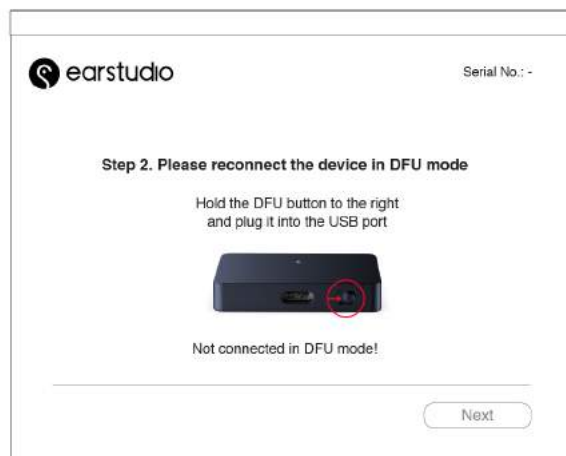 earstudio
Serial No.: -
Step 2. Please reconnect the device in DFU mode
Hold the DFU button to the right
and plug it into the USB port
Not connected in DFU mode!
Next